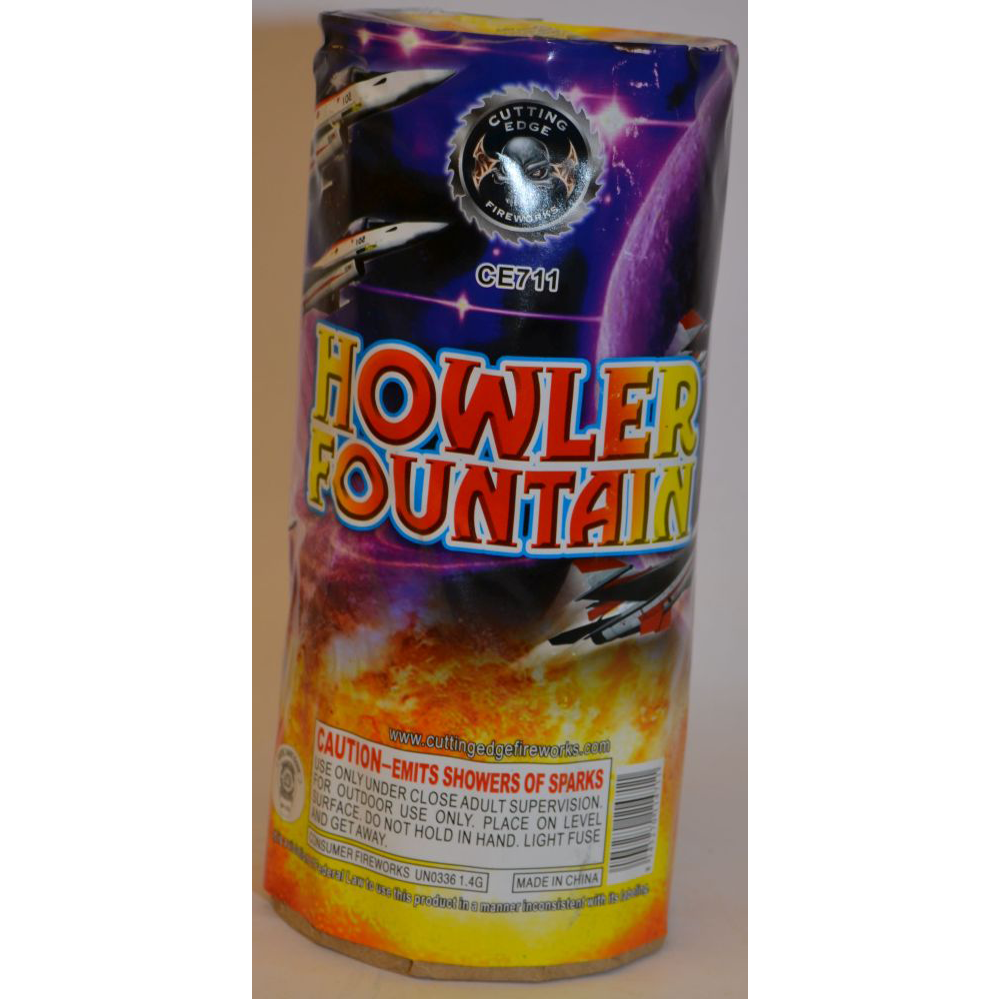 CUTTING
EDGE
FIREWORKS
CE711
HOWLER
FOUNTAIN
www.cuttingedgefireworks.com
CAUTION–EMITS SHOWERS OF SPARKS
USE ONLY UNDER CLOSE ADULT SUPERVISION.
FOR OUTDOOR USE ONLY. PLACE ON LEVEL
SURFACE. DO NOT HOLD IN HAND. LIGHT FUSE
AND GET AWAY.
CONSUMER FIREWORKS UN0336 1.4G
MADE IN CHINA
Federal Law to use this product in a manner inconsistent with its labeling.